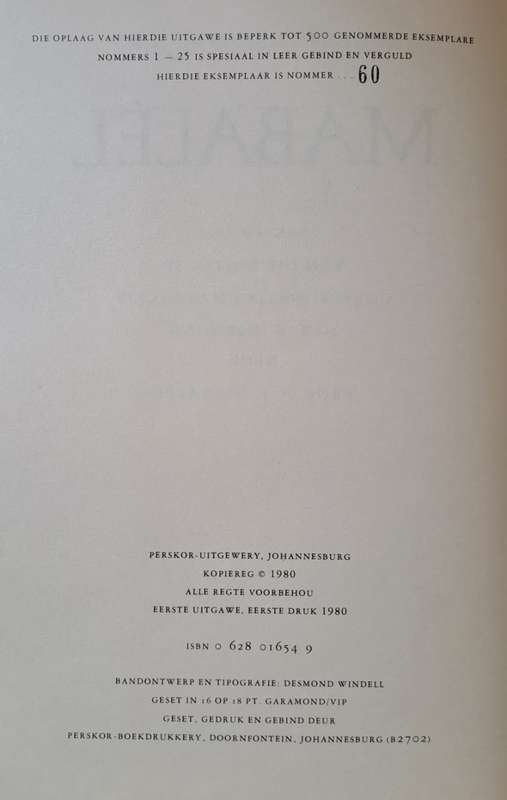 DIE OPLAAG VAN HIERDIE UITGAWE IS BEPERK TOT 500 GENOMMERDE EKSEMPLARE
NOMMERS 1 — 25 IS SPESIAAL IN LEER GEBIND EN VERGULD
HIERDIE EKSEMPLAAR IS NOMMER . . . 60
MABALÊL
PERSKOR-UITGEWERY, JOHANNESBURG
KOPIEREG © 1980
ALLE REGTE VOORBEHOU
EERSTE UITGAWE, EERSTE DRUK 1980
ISBN 0 628 01654 9
BANDONTWERP EN TIPOGRAFIE: DESMOND WINDELL
GESET IN 16 OP 18 PT. GARAMOND/VIP
GESET, GEDRUK EN GEBIND DEUR
PERSKOR-BOEKDRUKKERY, DOORNFONTEIN, JOHANNESBURG (B2702)